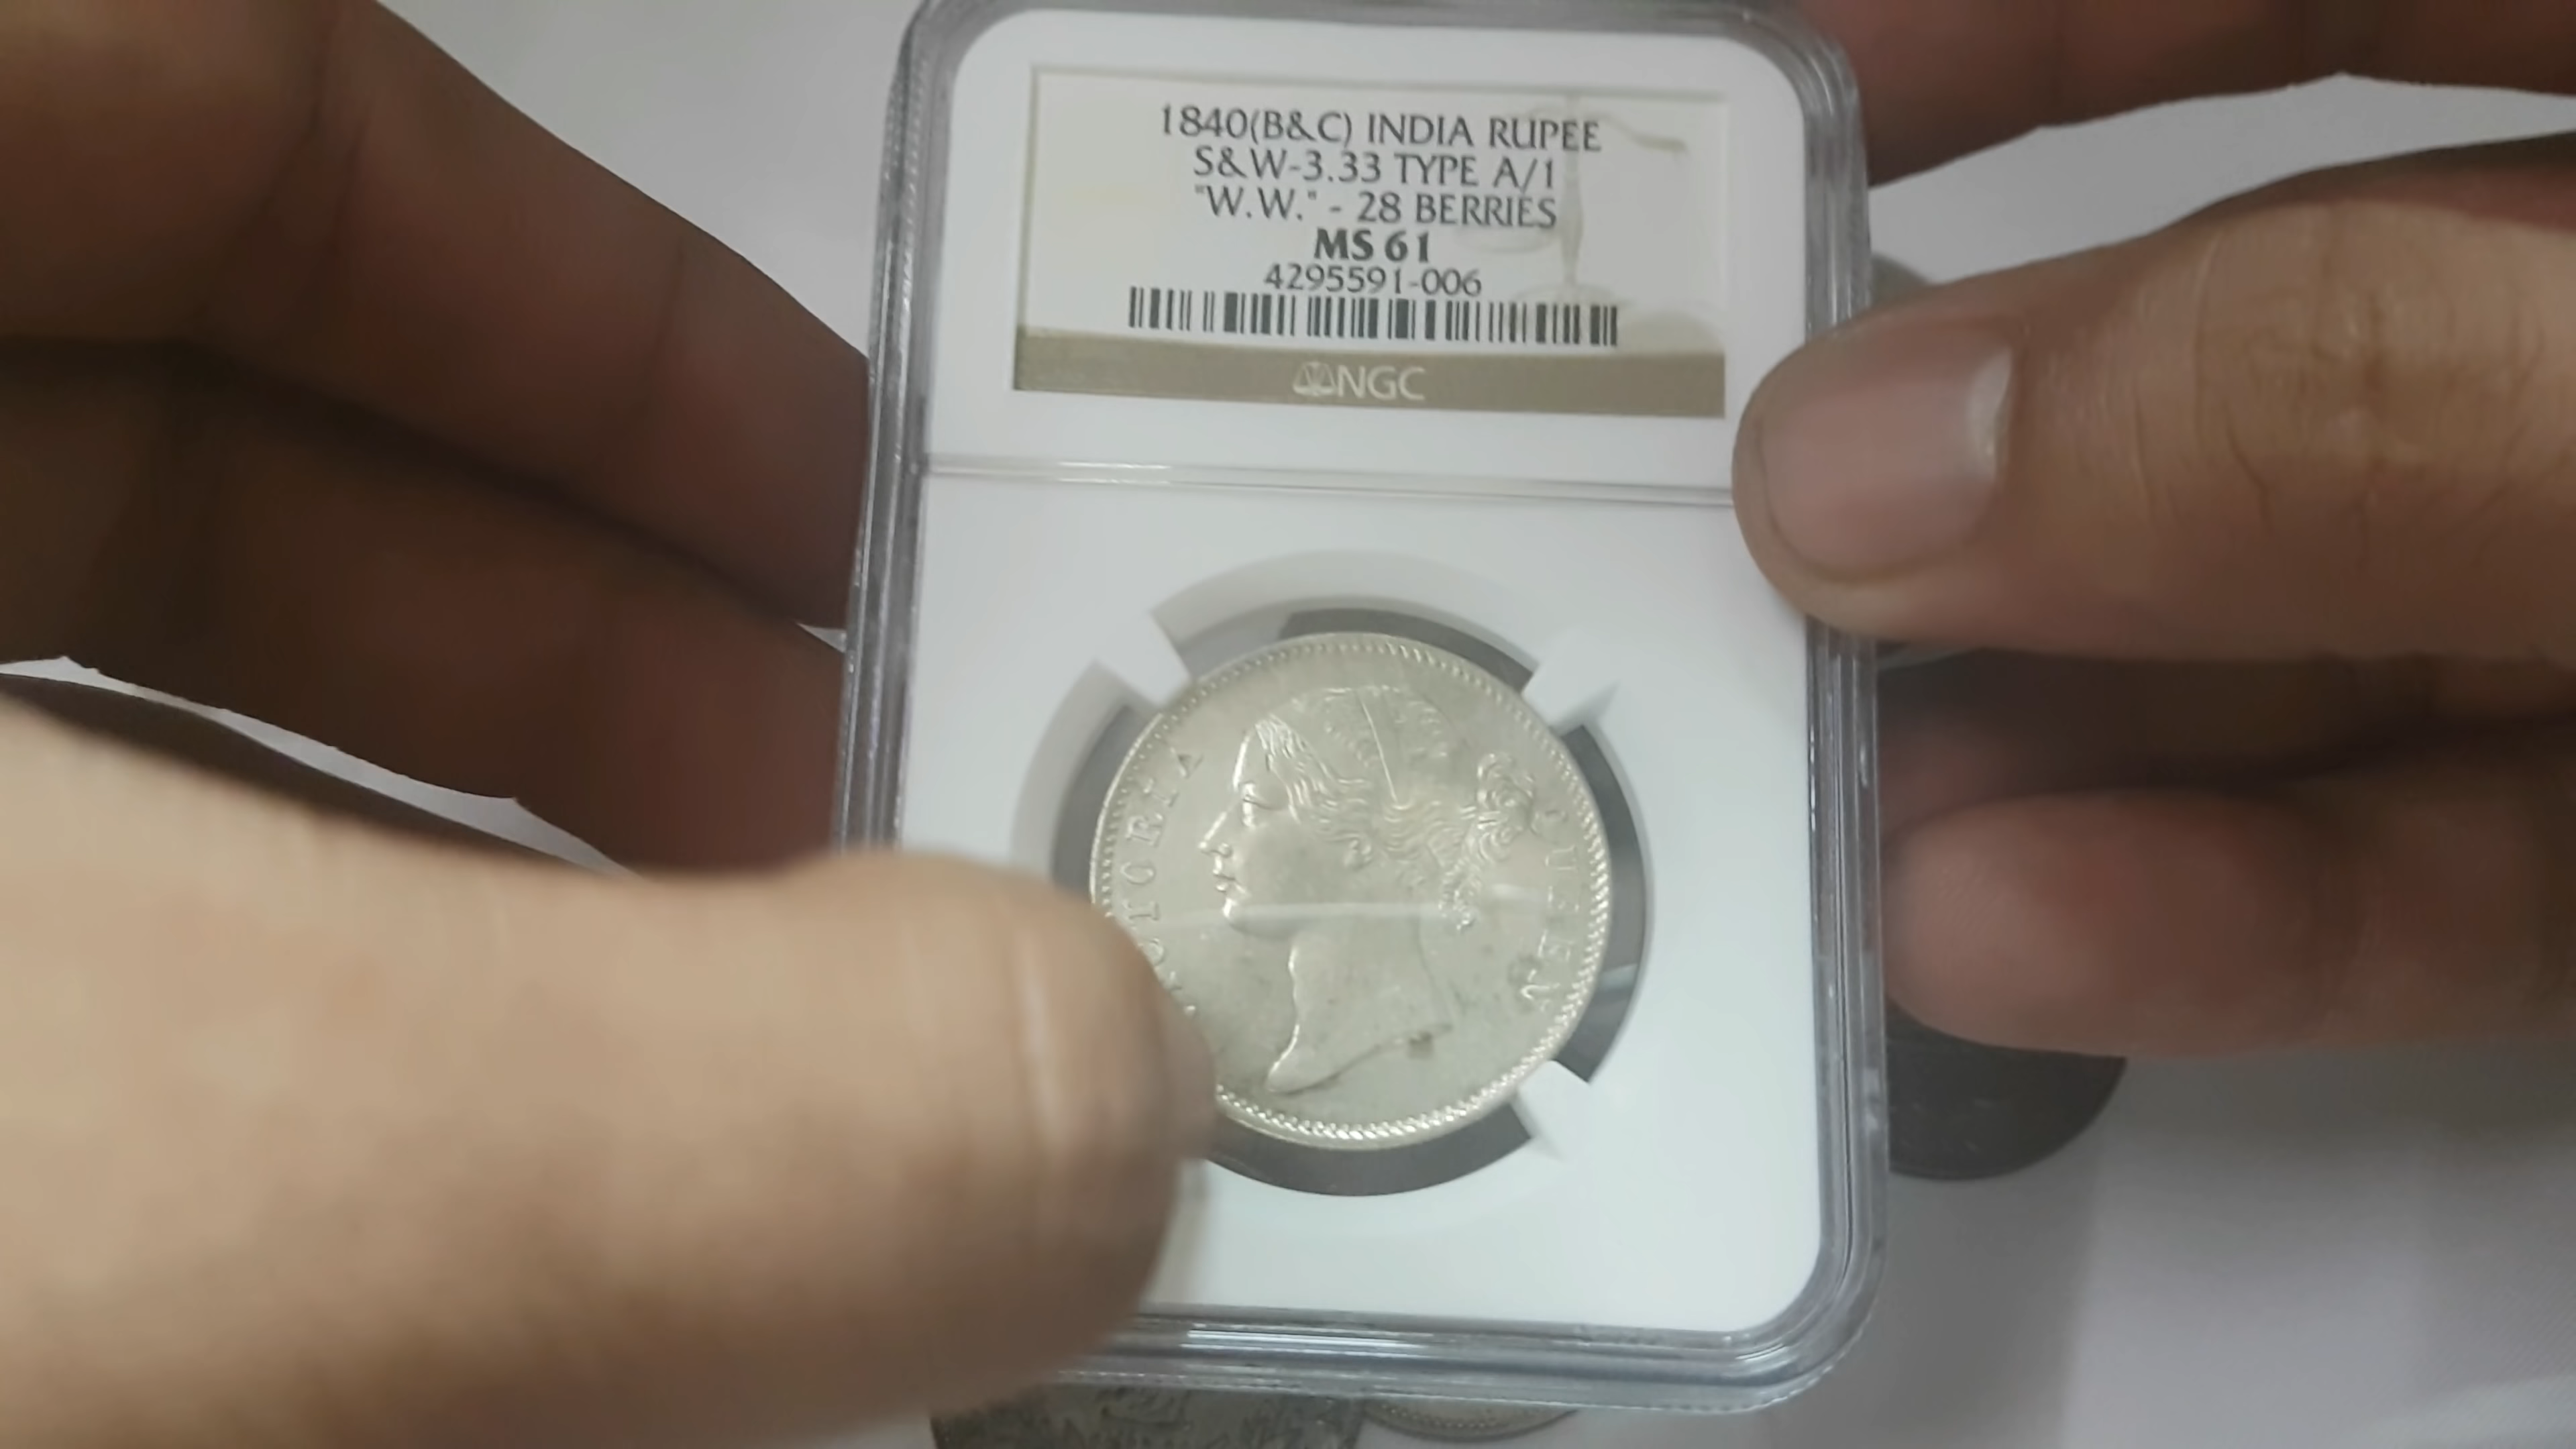 1840(B&C) INDIA RUPEE
S&W-3.33 TYPE A/1
"W.W." - 28 BERRIES
MS 61
4295591-006
NGC
VICTORIA
QUEEN